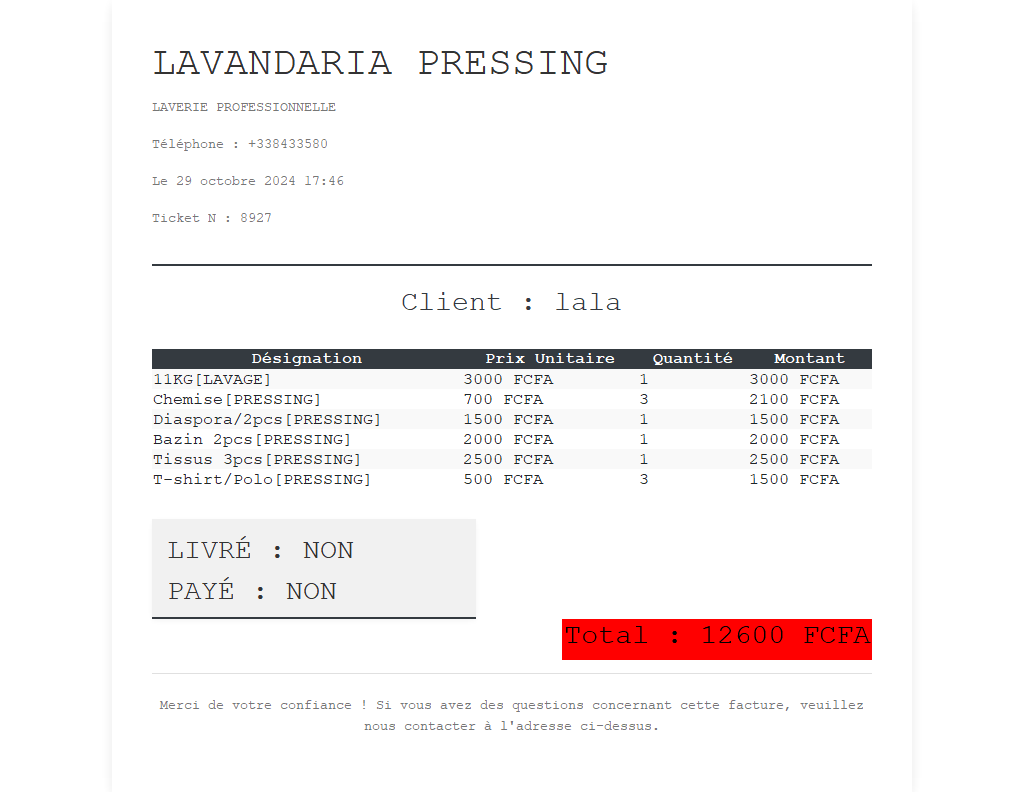 LAVANDARIA PRESSING
LAVERIE PROFESSIONNELLE
Téléphone : +338433580
Le 29 octobre 2024 17:46
Ticket N : 8927
Client : lala
Désignation Prix Unitaire Quantité Montant
11KG[LAVAGE] 3000 FCFA 1 3000 FCFA
Chemise[PRESSING] 700 FCFA 3 2100 FCFA
Diaspora/2pcs[PRESSING] 1500 FCFA 1 1500 FCFA
Bazin 2pcs[PRESSING] 2000 FCFA 1 2000 FCFA
Tissus 3pcs[PRESSING] 2500 FCFA 1 2500 FCFA
T-shirt/Polo[PRESSING] 500 FCFA 3 1500 FCFA
LIVRÉ : NON
PAYÉ : NON
Total : 12600 FCFA
Merci de votre confiance ! Si vous avez des questions concernant cette facture, veuillez
nous contacter à l'adresse ci-dessus.